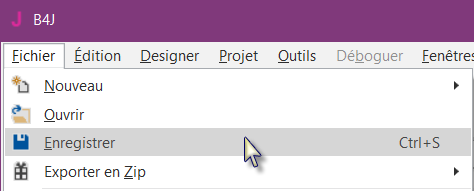 J B4J
Fichier Édition Designer Projet Outils Déboguer Fenêtres
Nouveau
Ouvrir
Enregistrer Ctrl+S
Exporter en Zip